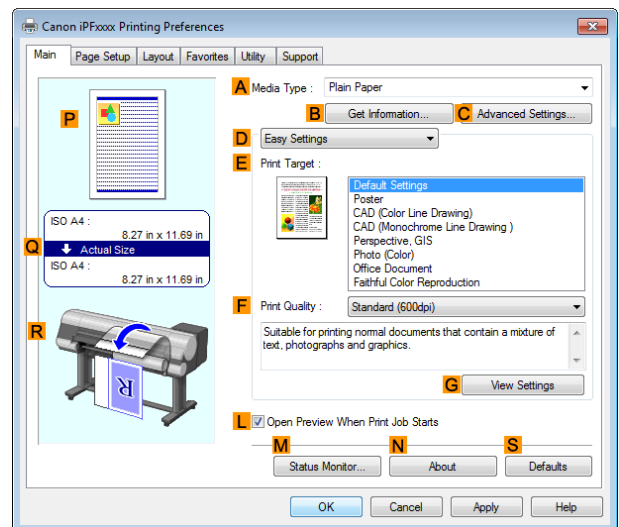 Canon iPFxxxx Printing Preferences
Main Page Setup Layout Favorites Utility Support
P
A Media Type : Plain Paper
B Get Information... C Advanced Settings...
D Easy Settings
E Print Target :
Default Settings
Poster
CAD (Color Line Drawing)
CAD (Monochrome Line Drawing )
Perspective, GIS
Photo (Color)
Office Document
Faithful Color Reproduction
ISO A4 :
8.27 in x 11.69 in
Q Actual Size
ISO A4 :
8.27 in x 11.69 in
F Print Quality : Standard (600dpi)
Suitable for printing normal documents that contain a mixture of
text, photographs and graphics.
G View Settings
R
R
L Open Preview When Print Job Starts
M Status Monitor... N About S Defaults
OK Cancel Apply Help